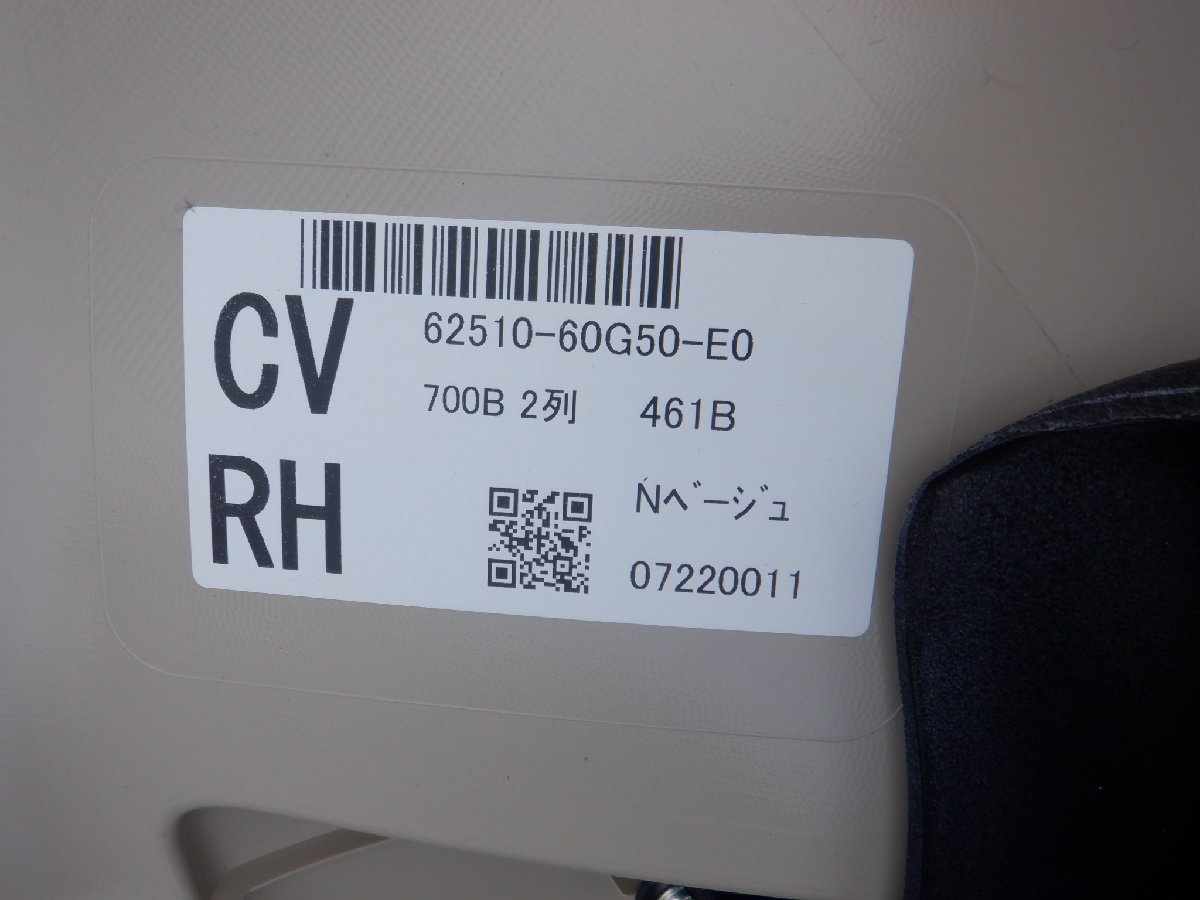 CV
62510-60G50-E0
700B 2列 461B
RH
Nﾍﾞｰｼﾞｭ
07220011